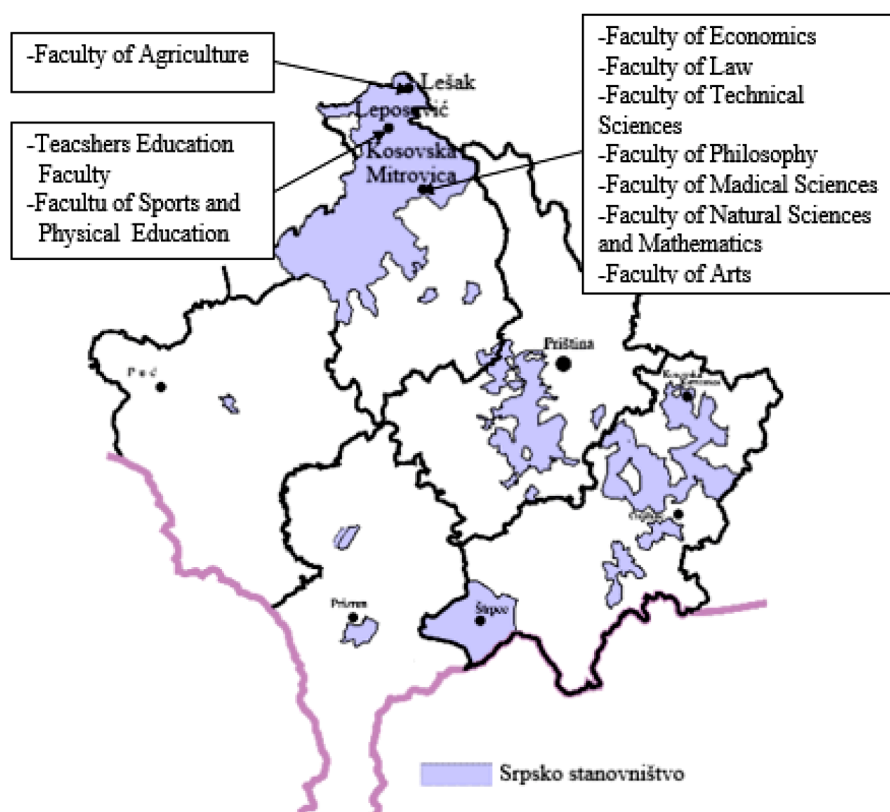 -Faculty of Agriculture
-Teacshers Education
Faculty
-Facultu of Sports and
Physical Education
-Faculty of Economics
-Faculty of Law
-Faculty of Technical
Sciences
-Faculty of Philosophy
-Faculty of Madical Sciences
-Faculty of Natural Sciences
and Mathematics
-Faculty of Arts
Lešak
Leposavić
Kosovska
Mitrovica
Priština
Peć
Prizren
Štrpce
Srpsko stanovništvo